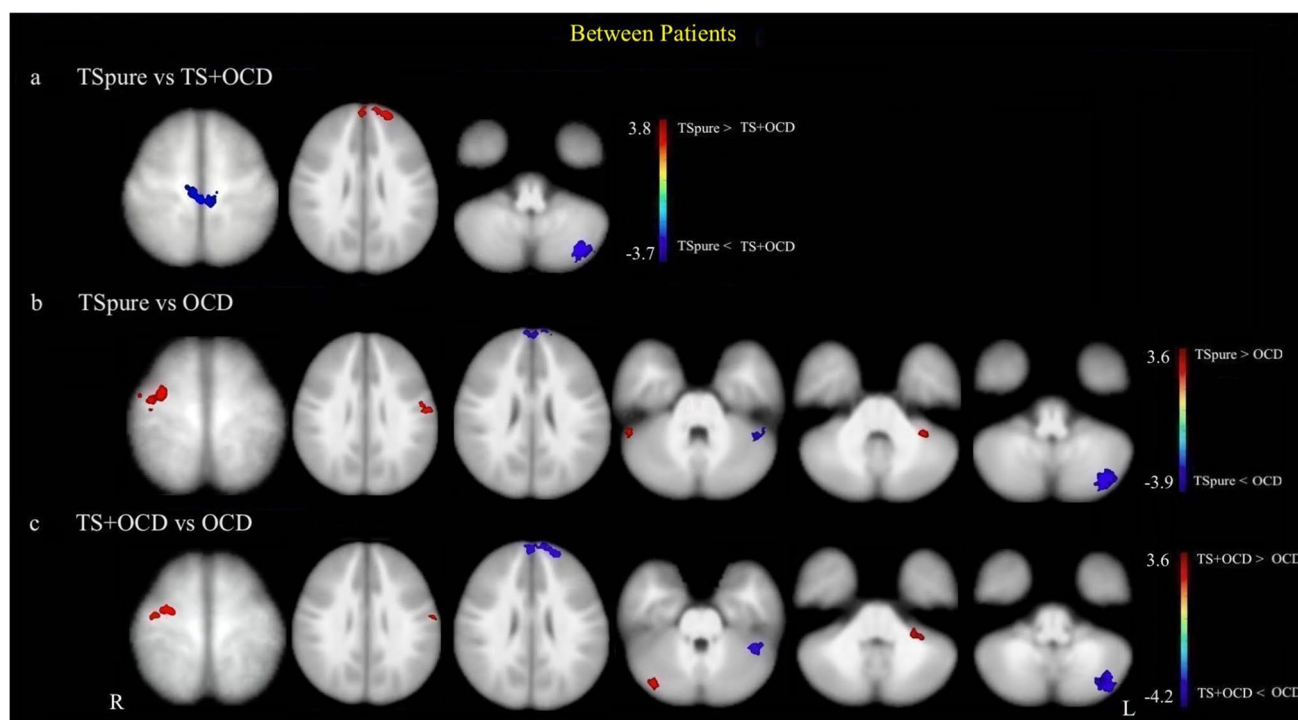 Between Patients
a TSpure vs TS+OCD
3.8 TSpure > TS+OCD
-3.7 TSpure < TS+OCD
b TSpure vs OCD
3.6 TSpure > OCD
-3.9 TSpure < OCD
c TS+OCD vs OCD
3.6 TS+OCD > OCD
-4.2 TS+OCD < OCD
R L